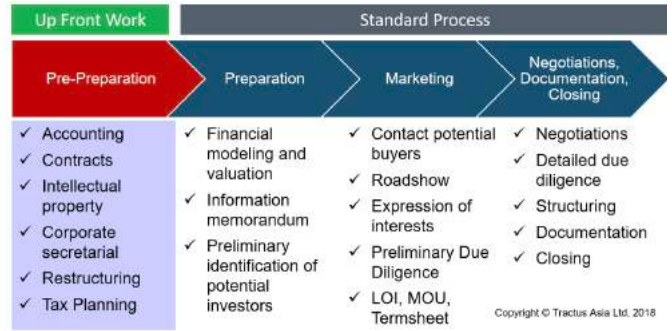 Up Front Work
Standard Process
Pre-Preparation
Preparation
Marketing
Negotiations,
Documentation,
Closing
✓ Accounting
✓ Contracts
✓ Intellectual
property
✓ Corporate
secretarial
✓ Restructuring
✓ Tax Planning
✓ Financial
modeling and
valuation
✓ Information
memorandum
✓ Preliminary
identification of
potential
investors
✓ Contact potential
buyers
✓ Roadshow
✓ Expression of
interests
✓ Preliminary Due
Diligence
✓ LOI, MOU,
Termsheet
✓ Negotiations
✓ Detailed due
diligence
✓ Structuring
✓ Documentation
✓ Closing
Copyright © Tractus Asia Ltd. 2018